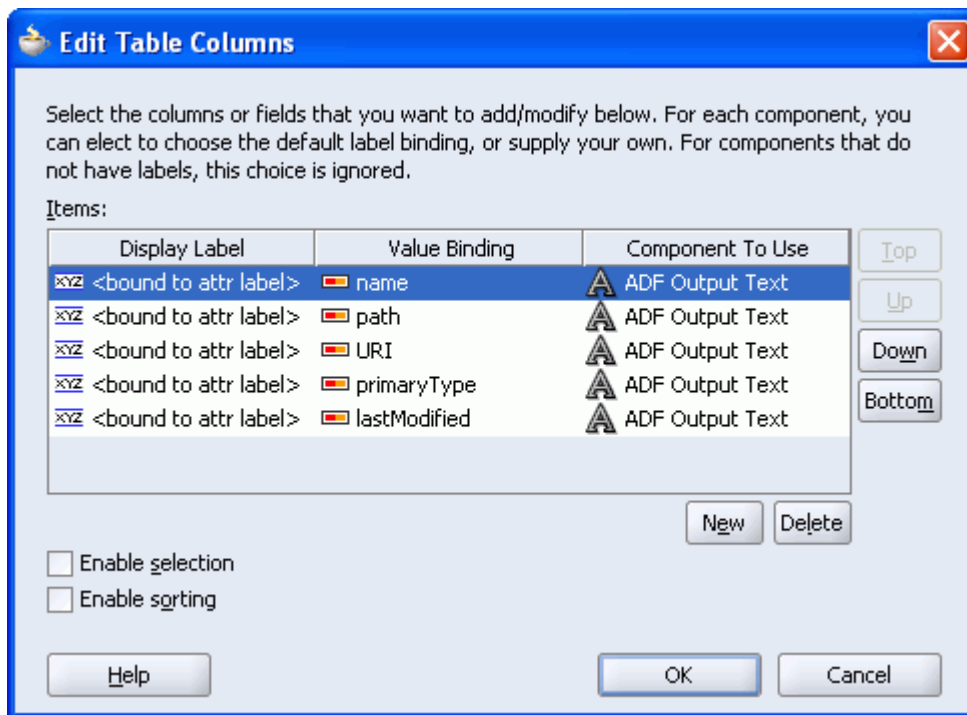 Edit Table Columns
Select the columns or fields that you want to add/modify below. For each component, you
can elect to choose the default label binding, or supply your own. For components that do
not have labels, this choice is ignored.
Items:
Display Label Value Binding Component To Use
XYZ <bound to attr label> name A ADF Output Text
XYZ <bound to attr label> path A ADF Output Text
XYZ <bound to attr label> URI A ADF Output Text
XYZ <bound to attr label> primaryType A ADF Output Text
XYZ <bound to attr label> lastModified A ADF Output Text
Top
Up
Down
Bottom
New Delete
Enable selection
Enable sorting
Help OK Cancel